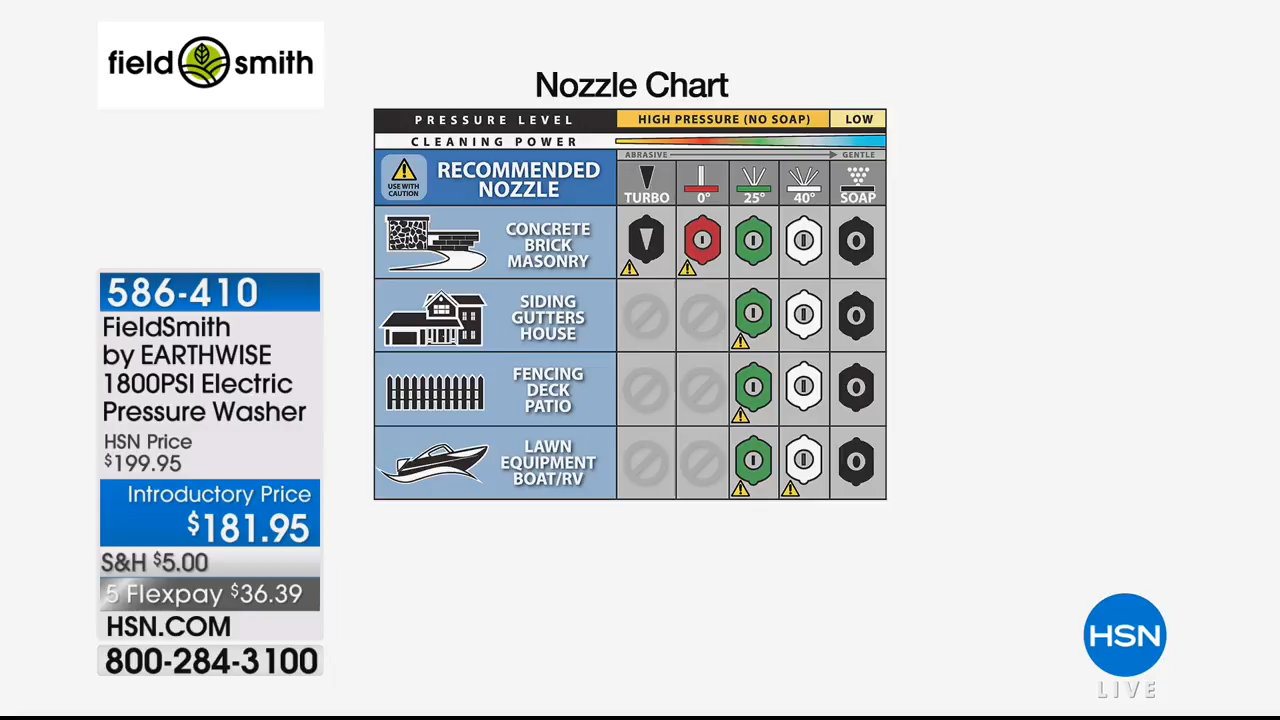 field smith
Nozzle Chart
PRESSURE LEVEL
HIGH PRESSURE (NO SOAP)
LOW
CLEANING POWER
ABRASIVE
GENTLE
USE WITH
CAUTION
RECOMMENDED
NOZZLE
TURBO
0°
25°
40°
SOAP
CONCRETE
BRICK
MASONRY
SIDING
GUTTERS
HOUSE
FENCING
DECK
PATIO
LAWN
EQUIPMENT
BOAT/RV
586-410
FieldSmith
by EARTHWISE
1800PSI Electric
Pressure Washer
HSN Price
$199.95
Introductory Price
$181.95
S&H $5.00
5 Flexpay $36.39
HSN.COM
800-284-3100
HSN
LIVE